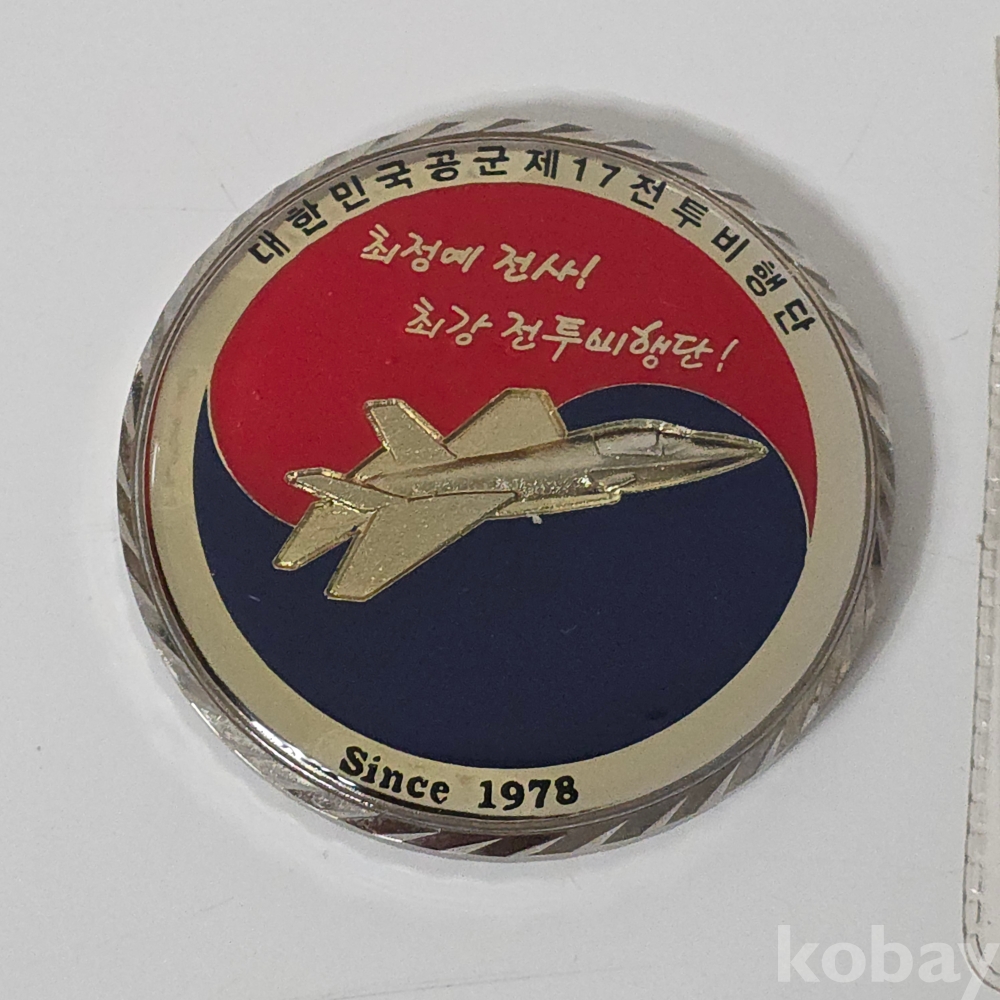 대한민국공군제17전투비행단
최정예 전사!
최강 전투비행단!
Since 1978
kobay